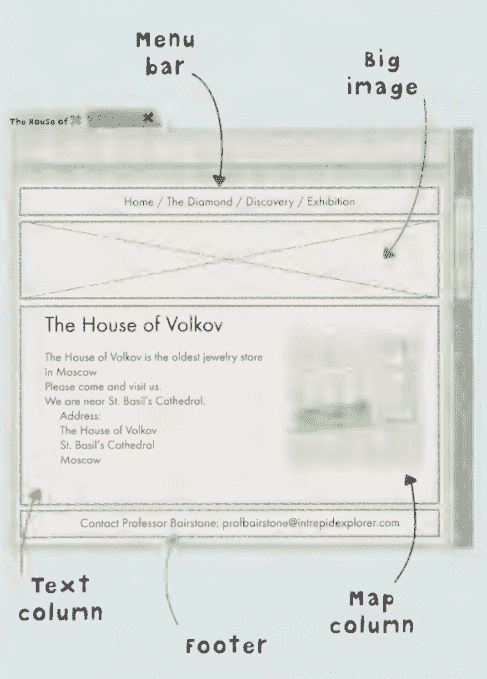 Menu
bar
Big
image
The House of
Home / The Diamond / Discovery / Exhibition
The House of Volkov
The House of Volkov is the oldest jewelry store
in Moscow
Please come and visit us.
We are near St. Basil's Cathedral.
Address:
The House of Volkov
St. Basil's Cathedral
Moscow
Contact Professor Bairstone: profbairstone@intrepidexplorer.com
Text
column
Map
column
Footer